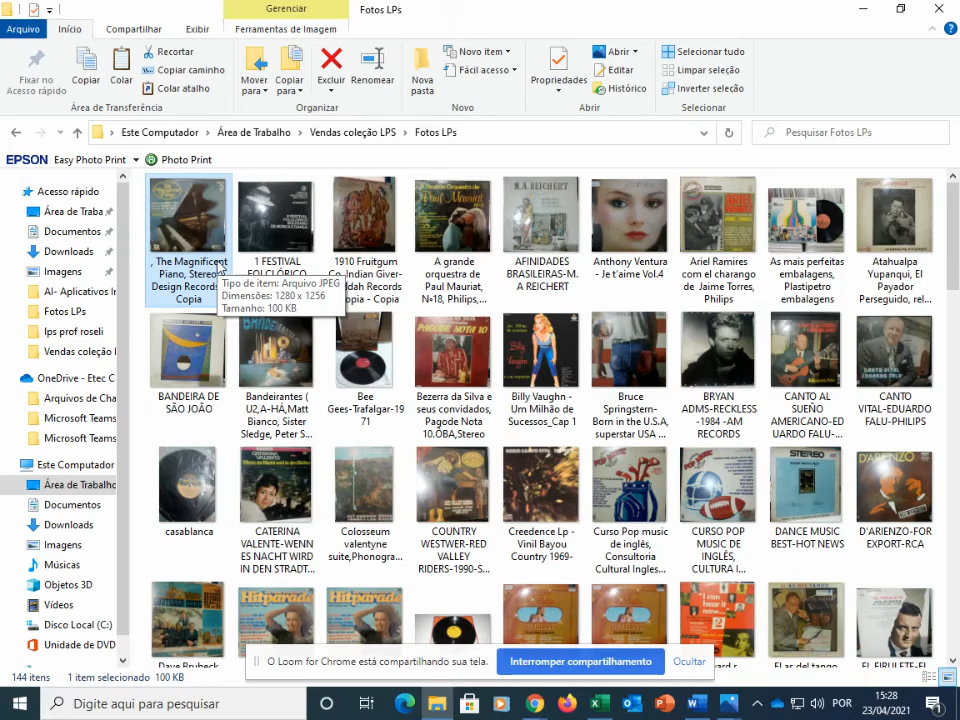 Gerenciar
Fotos LPs
Arquivo
Início
Compartilhar
Exibir
Ferramentas de Imagem
Fixar no
Acesso rápido
Copiar
Colar
Recortar
Copiar caminho
Colar atalho
Área de Transferência
Mover
para
Copiar
para
Excluir
Renomear
Organizar
Nova
pasta
Novo item
Fácil acesso
Novo
Propriedades
Abrir
Editar
Histórico
Abrir
Selecionar tudo
Limpar seleção
Inverter seleção
Selecionar
Este Computador
Área de Trabalho
Vendas coleção LPS
Fotos LPs
Pesquisar Fotos LPs
EPSON
Easy Photo Print
Photo Print
Acesso rápido
Área de Traba
Documentos
Downloads
Imagens
AI- Aplicativos In
Fotos LPs
lps prof roseli
Vendas coleção I
OneDrive - Etec C
Arquivos de Cha
Microsoft Teams
Microsoft Teams
Este Computador
Área de Trabalho
Documentos
Downloads
Imagens
Músicas
Objetos 3D
Vídeos
Disco Local (C:)
Unidade de DVD
, The Magnificent
Piano, Stereo
Design Records
Copia
1 FESTIVAL
FOLCLÓRICO
1910 Fruitgum
Co-Indian Giver-
ddah Records
opia - Copia
A grande
orquestra de
Paul Mauriat,
Nº18, Philips,...
AFINIDADES
BRASILEIRAS-M.
A REICHERT
Anthony Ventura
- Je t'aime Vol.4
Ariel Ramires
com el charango
de Jaime Torres,
Philips
As mais perfeitas
embalagens,
Plastipetro
embalagens
Atahualpa
Yupanqui, El
Payador
Perseguido, rel...
Tipo de item: Arquivo JPEG
Dimensões: 1280 x 1256
Tamanho: 100 KB
BANDEIRA DE
SÃO JOÃO
Bandeirantes (
U2,A-HÁ,Matt
Bianco, Sister
Sledge, Peter S...
Bee
Gees-Trafalgar-19
71
Bezerra da Silva e
seus convidados,
Pagode Nota
10.ÔBA,Stereo
Billy Vaughn -
Um Milhão de
Sucessos_Cap 1
Bruce
Springsteen-
Born in the U.S.A,
superstar USA ...
BRYAN
ADMS-RECKLESS
-1984 -AM
RECORDS
CANTO AL
SUEÑO
AMERICANO-ED
UARDO FALU-...
CANTO
VITAL-EDUARDO
FALU-PHILIPS
casablanca
CATERINA
VALENTE-WENN
ES NACHT WIRD
IN DEN STRADT...
Colosseum
valentyne
suite,Phonogra...
COUNTRY
WESTWER-RED
VALLEY
RIDERS-1990-S...
Creedence Lp -
Vinil Bayou
Country 1969-
Curso Pop music
de inglês,
Consultoria
Cultural Ingles...
CURSO POP
MUSIC DE
INGLÊS,
CULTURA I...
DANCE MUSIC
BEST-HOT NEWS
D'ARIENZO-FOR
EXPORT-RCA
Dave Brubeck
El as del tango
EL FIRULETE-EL
O Loom for Chrome está compartilhando sua tela.
Interromper compartilhamento
Ocultar
144 itens
1 item selecionado 100 KB
Digite aqui para pesquisar
POR
15:28
23/04/2021